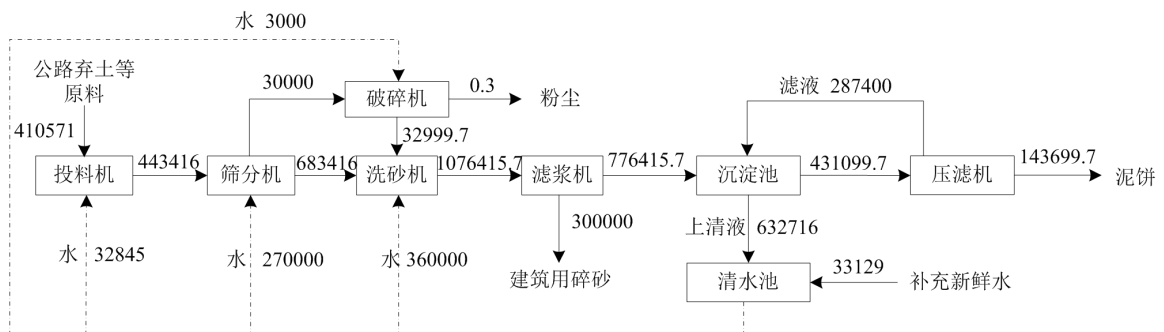 水 3000
公路弃土等
原料
30000
破碎机
0.3
粉尘
滤液 287400
410571
32999.7
投料机
443416
筛分机
683416
洗砂机
1076415.7
滤浆机
776415.7
沉淀池
431099.7
压滤机
143699.7
泥饼
300000
上清液 632716
水 32845
水 270000
水 360000
建筑用碎砂
清水池
33129
补充新鲜水